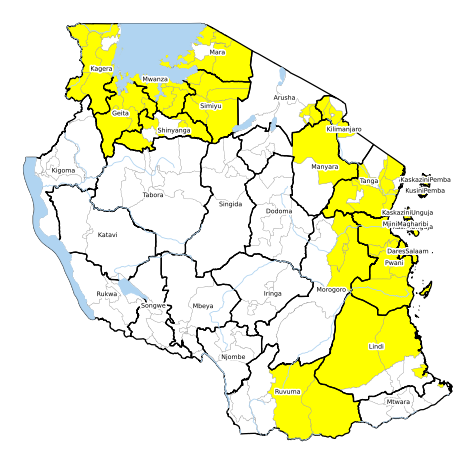 Mara
Kagera
Mwanza
Simiyu
Arusha
Geita
Shinyanga
Kilimanjaro
Manyara
Kigoma
Tanga
KaskaziniPemba
KusiniPemba
Tabora
Singida
Dodoma
KaskaziniUnguja
MjiniMagharibi
Katavi
DaresSalaam
Pwani
Rukwa
Songwe
Mbeya
Iringa
Morogoro
Njombe
Lindi
Ruvuma
Mtwara